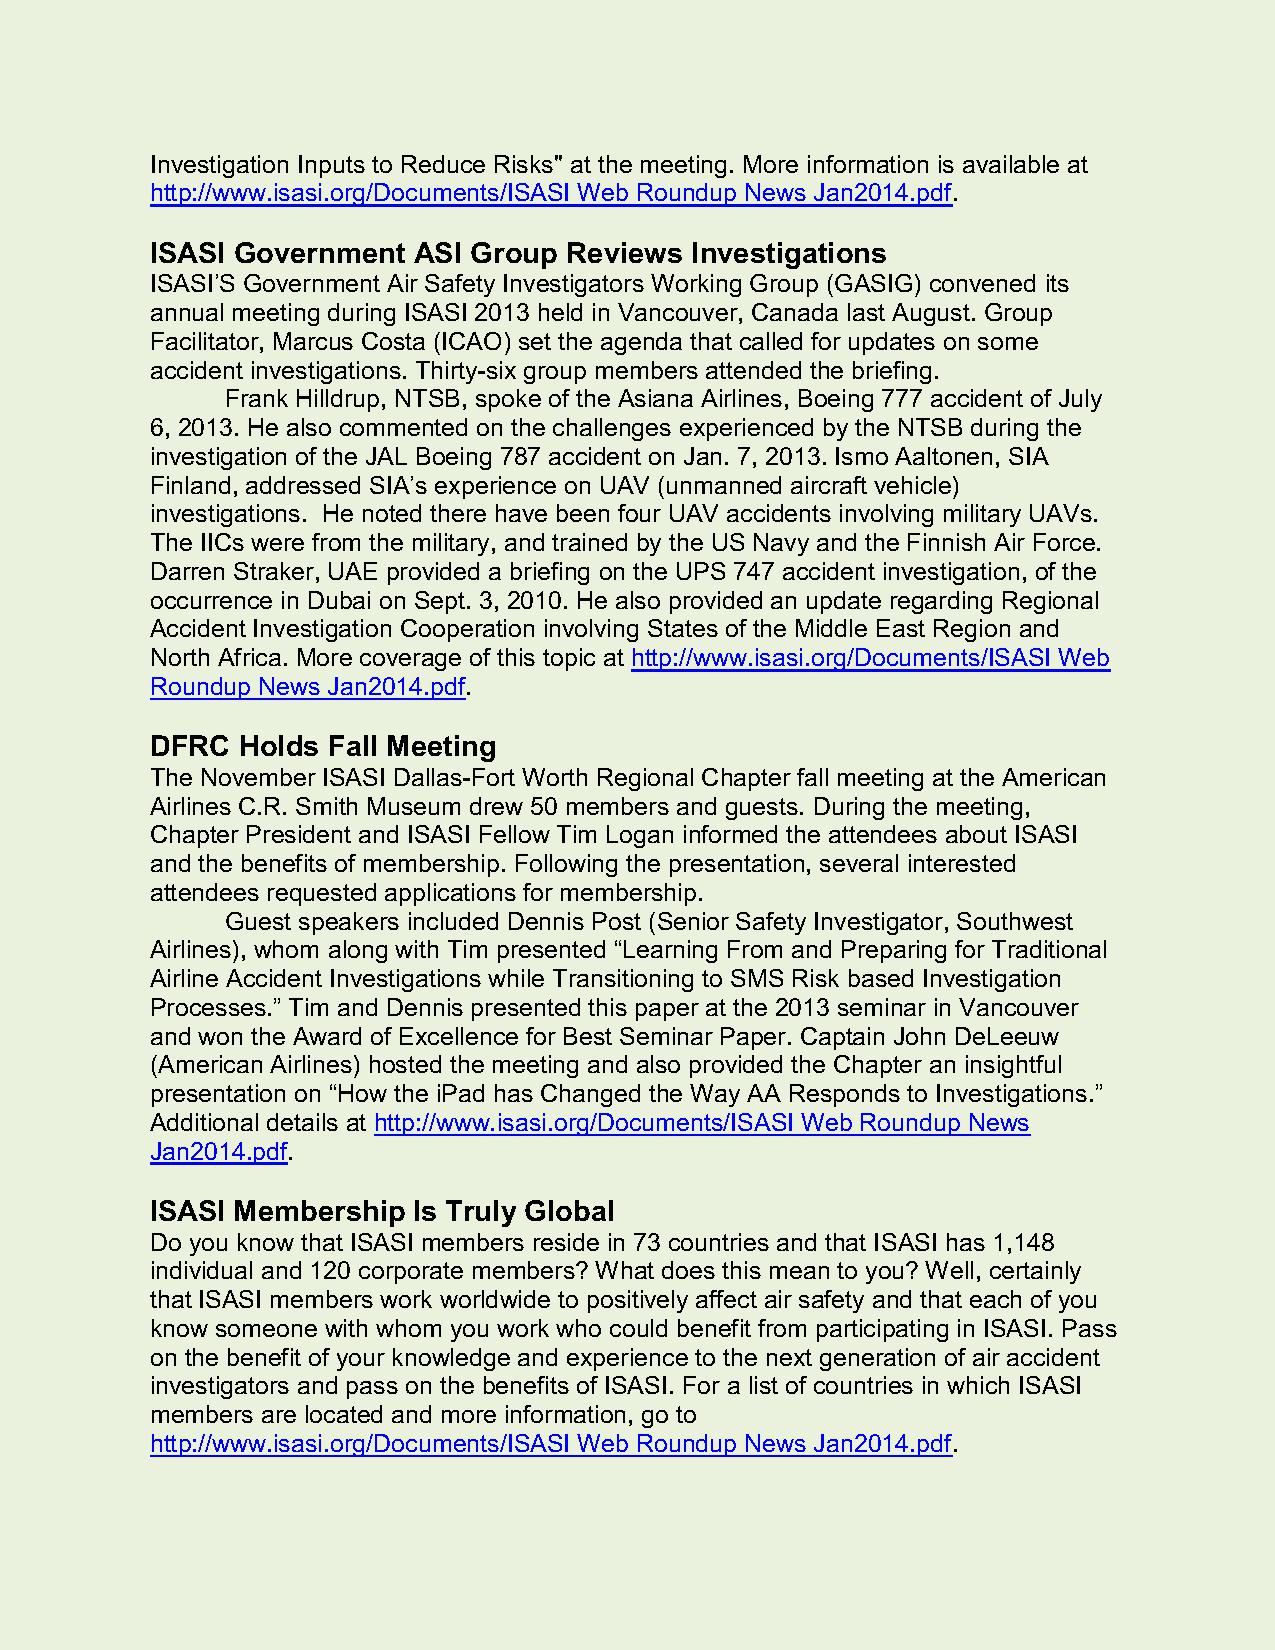 Investigation Inputs to Reduce Risks" at the meeting. More information is available at
http://www.isasi.org/Documents/ISASI Web Roundup News Jan2014.pdf.
ISASI Government ASI Group Reviews Investigations
ISASI’S Government Air Safety Investigators Working Group (GASIG) convened its
annual meeting during ISASI 2013 held in Vancouver, Canada last August. Group
Facilitator, Marcus Costa (ICAO) set the agenda that called for updates on some
accident investigations. Thirty-six group members attended the briefing.
Frank Hilldrup, NTSB, spoke of the Asiana Airlines, Boeing 777 accident of July
6, 2013. He also commented on the challenges experienced by the NTSB during the
investigation of the JAL Boeing 787 accident on Jan. 7, 2013. Ismo Aaltonen, SIA
Finland, addressed SIA’s experience on UAV (unmanned aircraft vehicle)
investigations.  He noted there have been four UAV accidents involving military UAVs.
The IICs were from the military, and trained by the US Navy and the Finnish Air Force.
Darren Straker, UAE provided a briefing on the UPS 747 accident investigation, of the
occurrence in Dubai on Sept. 3, 2010. He also provided an update regarding Regional
Accident Investigation Cooperation involving States of the Middle East Region and
North Africa. More coverage of this topic at http://www.isasi.org/Documents/ISASI Web
Roundup News Jan2014.pdf.
DFRC Holds Fall Meeting
The November ISASI Dallas-Fort Worth Regional Chapter fall meeting at the American
Airlines C.R. Smith Museum drew 50 members and guests. During the meeting,
Chapter President and ISASI Fellow Tim Logan informed the attendees about ISASI
and the benefits of membership. Following the presentation, several interested
attendees requested applications for membership.
Guest speakers included Dennis Post (Senior Safety Investigator, Southwest
Airlines), whom along with Tim presented “Learning From and Preparing for Traditional
Airline Accident Investigations while Transitioning to SMS Risk based Investigation
Processes.” Tim and Dennis presented this paper at the 2013 seminar in Vancouver
and won the Award of Excellence for Best Seminar Paper. Captain John DeLeeuw
(American Airlines) hosted the meeting and also provided the Chapter an insightful
presentation on “How the iPad has Changed the Way AA Responds to Investigations.”
Additional details at http://www.isasi.org/Documents/ISASI Web Roundup News
Jan2014.pdf.
ISASI Membership Is Truly Global
Do you know that ISASI members reside in 73 countries and that ISASI has 1,148
individual and 120 corporate members? What does this mean to you? Well, certainly
that ISASI members work worldwide to positively affect air safety and that each of you
know someone with whom you work who could benefit from participating in ISASI. Pass
on the benefit of your knowledge and experience to the next generation of air accident
investigators and pass on the benefits of ISASI. For a list of countries in which ISASI
members are located and more information, go to
http://www.isasi.org/Documents/ISASI Web Roundup News Jan2014.pdf.